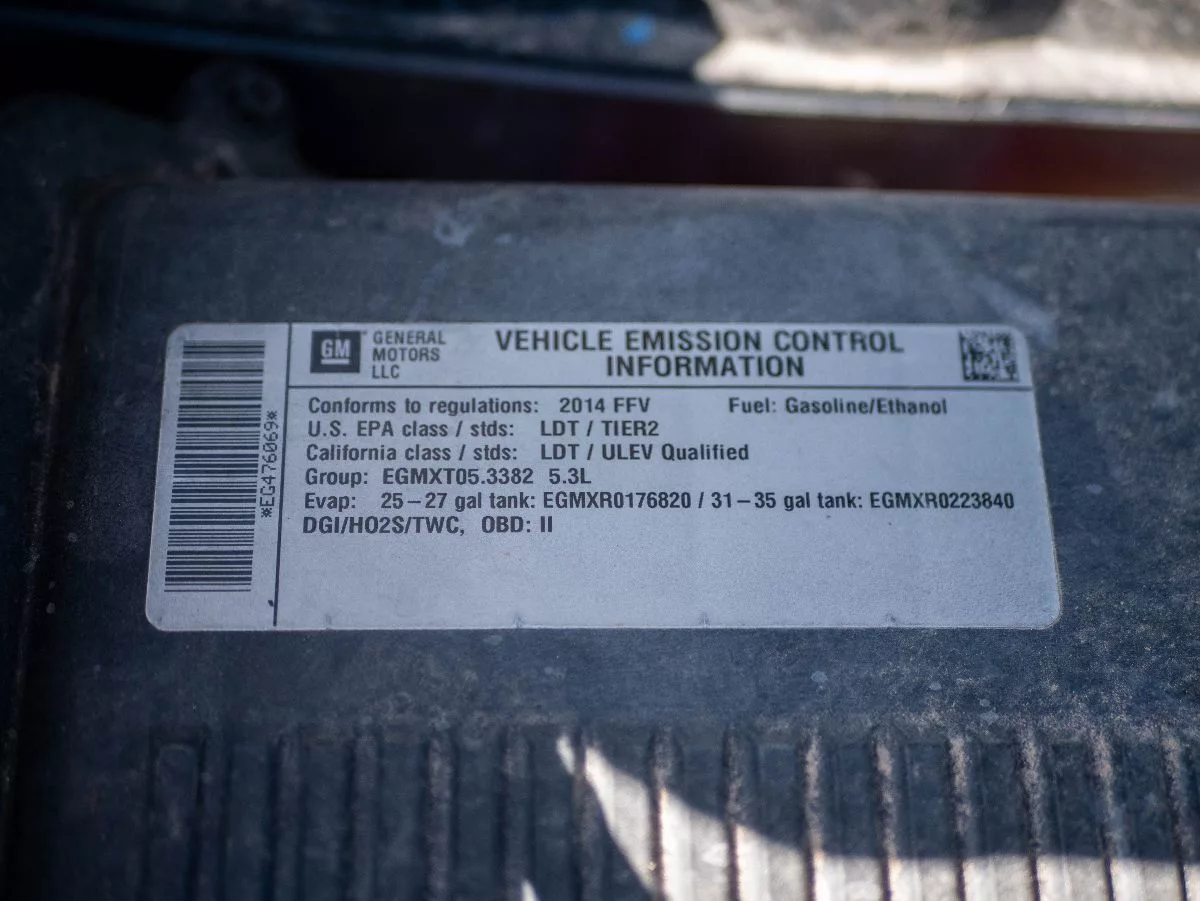 *EG476069*
GM
GENERAL
MOTORS
LLC
VEHICLE EMISSION CONTROL
INFORMATION
Conforms to regulations: 2014 FFV Fuel: Gasoline/Ethanol
U.S. EPA class / stds: LDT / TIER2
California class / stds: LDT / ULEV Qualified
Group: EGMXT05.3382 5.3L
Evap: 25–27 gal tank: EGMXR0176820 / 31–35 gal tank: EGMXR0223840
DGI/HO2S/TWC, OBD: II